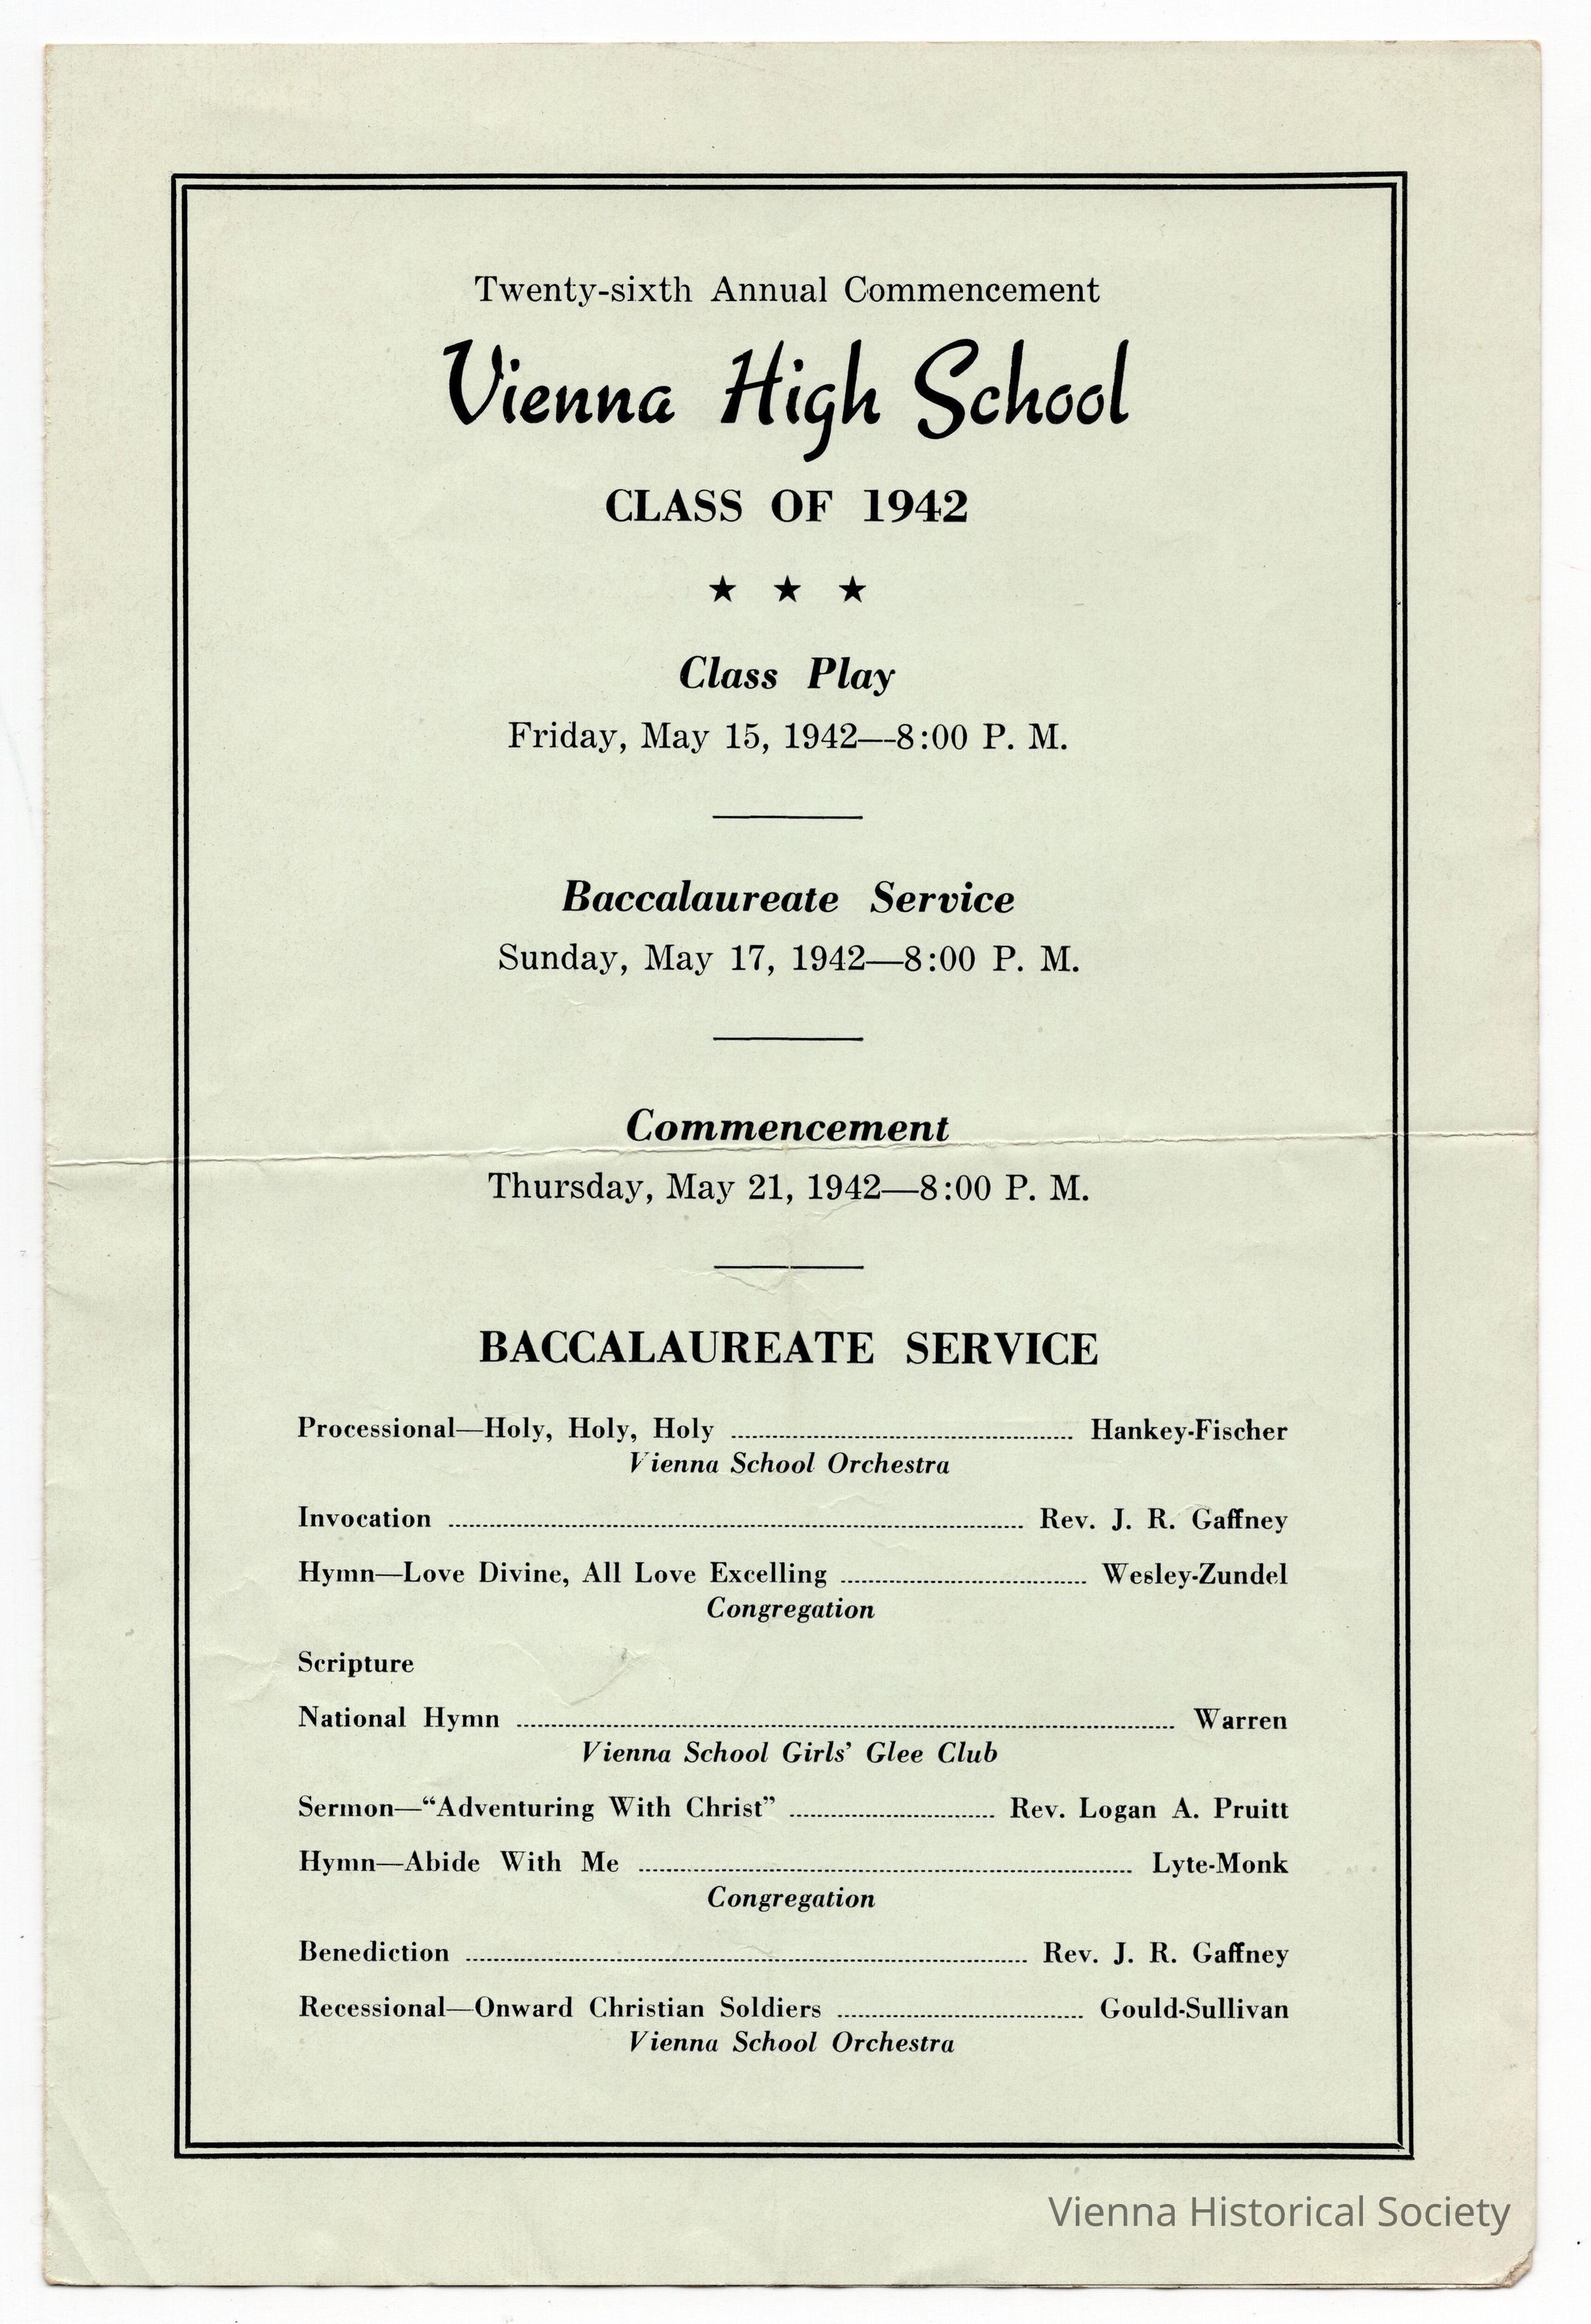 Twenty-sixth Annual Commencement
Vienna High School
CLASS OF 1942
★ ★ ★
Class Play
Friday, May 15, 1942—8:00 P. M.
Baccalaureate Service
Sunday, May 17, 1942—8:00 P. M.
Commencement
Thursday, May 21, 1942—8:00 P. M.
BACCALAUREATE SERVICE
Processional—Holy, Holy, Holy ........ Hankey-Fischer
Vienna School Orchestra
Invocation ........ Rev. J. R. Gaffney
Hymn—Love Divine, All Love Excelling ........ Wesley-Zundel
Congregation
Scripture
National Hymn ........ Warren
Vienna School Girls' Glee Club
Sermon—“Adventuring With Christ” ........ Rev. Logan A. Pruitt
Hymn—Abide With Me ........ Lyte-Monk
Congregation
Benediction ........ Rev. J. R. Gaffney
Recessional—Onward Christian Soldiers ........ Gould-Sullivan
Vienna School Orchestra
Vienna Historical Society